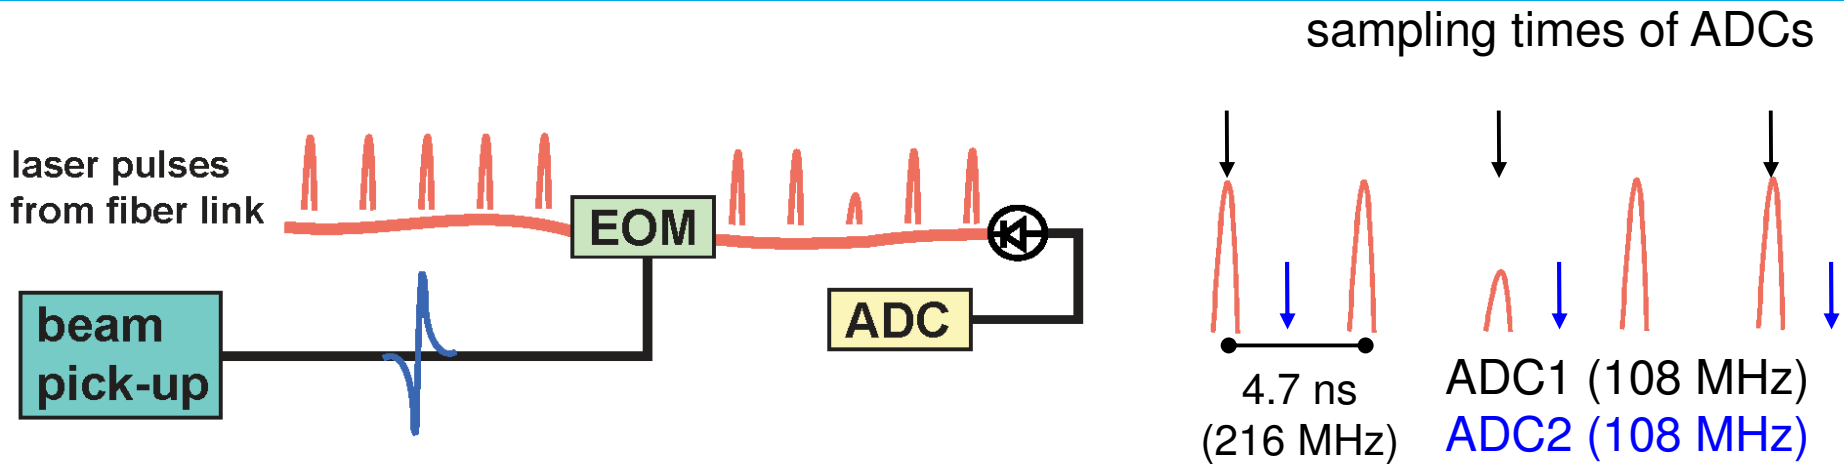 sampling times of ADCs
laser pulses
from fiber link
EOM
beam
pick-up
ADC
4.7 ns
(216 MHz)
ADC1 (108 MHz)
ADC2 (108 MHz)